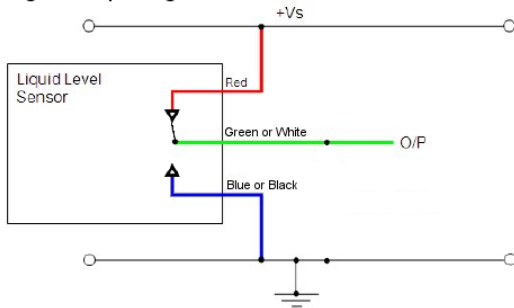 +Vs
Liquid Level
Sensor
Red
Green or White
O/P
Blue or Black